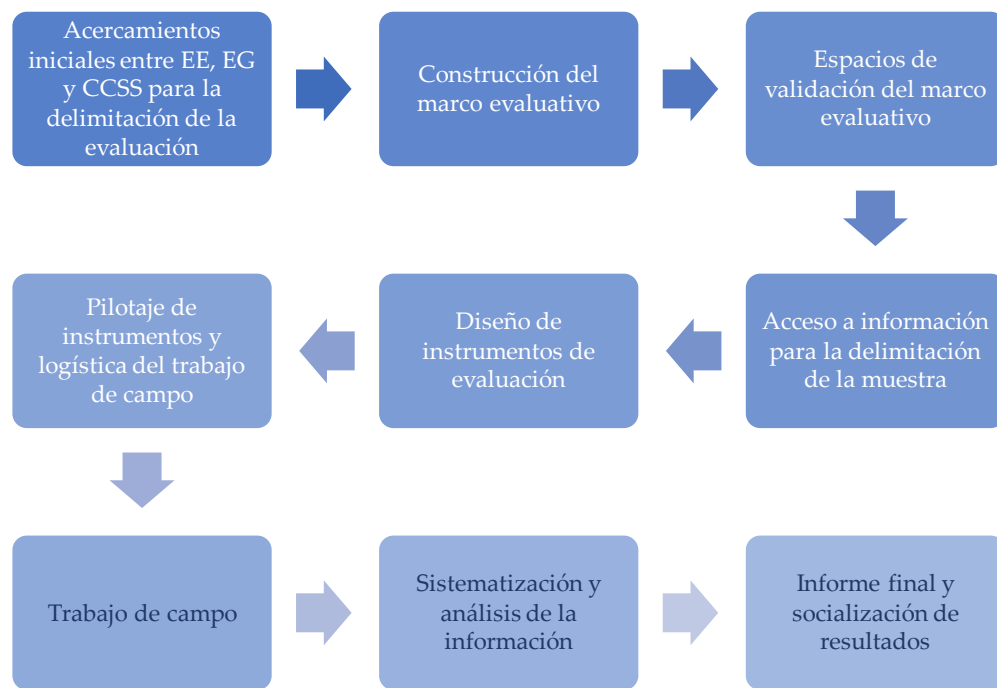 Acercamientos
iniciales entre EE, EG
y CCSS para la
delimitación de la
evaluación
Construcción del
marco evaluativo
Espacios de
validación del marco
evaluativo
Acceso a información
para la delimitación
de la muestra
Diseño de
instrumentos de
evaluación
Pilotaje de
instrumentos y
logística del trabajo
de campo
Trabajo de campo
Sistematización y
análisis de la
información
Informe final y
socialización de
resultados